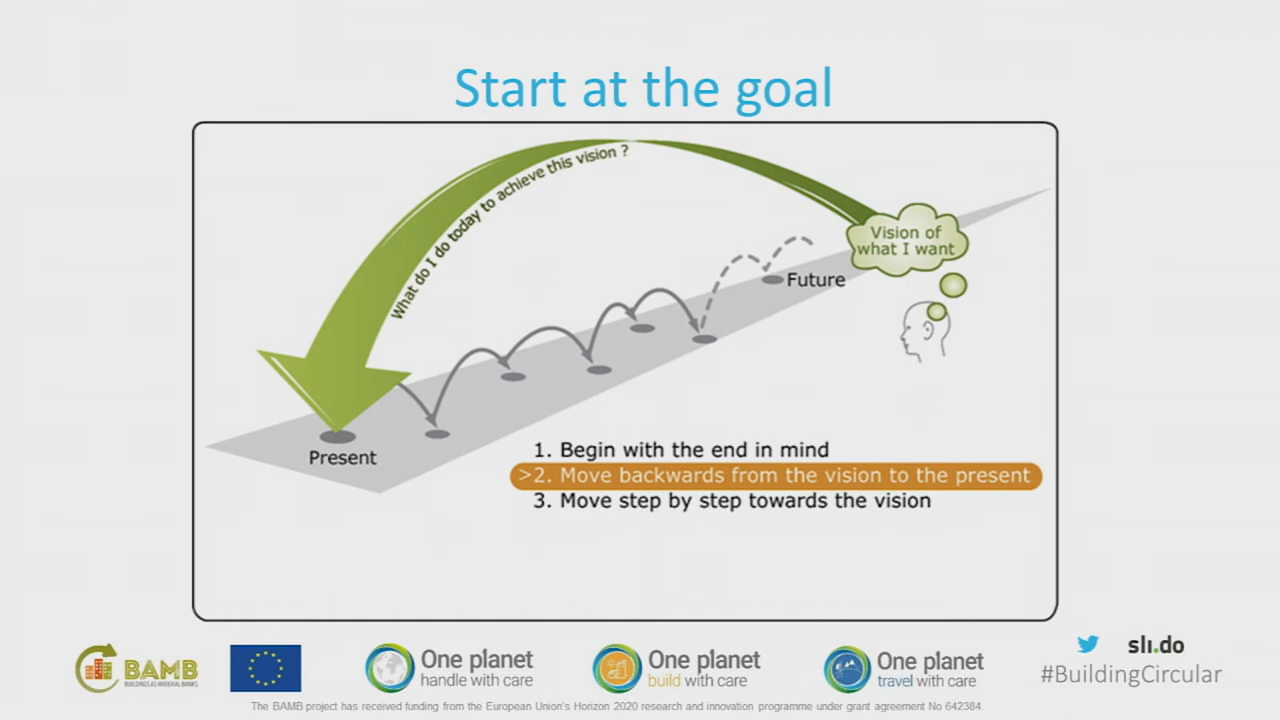 Start at the goal
What do I do today to achieve this vision ?
Vision of
what I want
Future
Present
1. Begin with the end in mind
>2. Move backwards from the vision to the present
3. Move step by step towards the vision
BAMB
BUILDINGS AS MATERIAL BANKS
One planet
handle with care
One planet
build with care
One planet
travel with care
sli.do
#BuildingCircular
The BAMB project has received funding from the European Union's Horizon 2020 research and innovation programme under grant agreement No 642384.